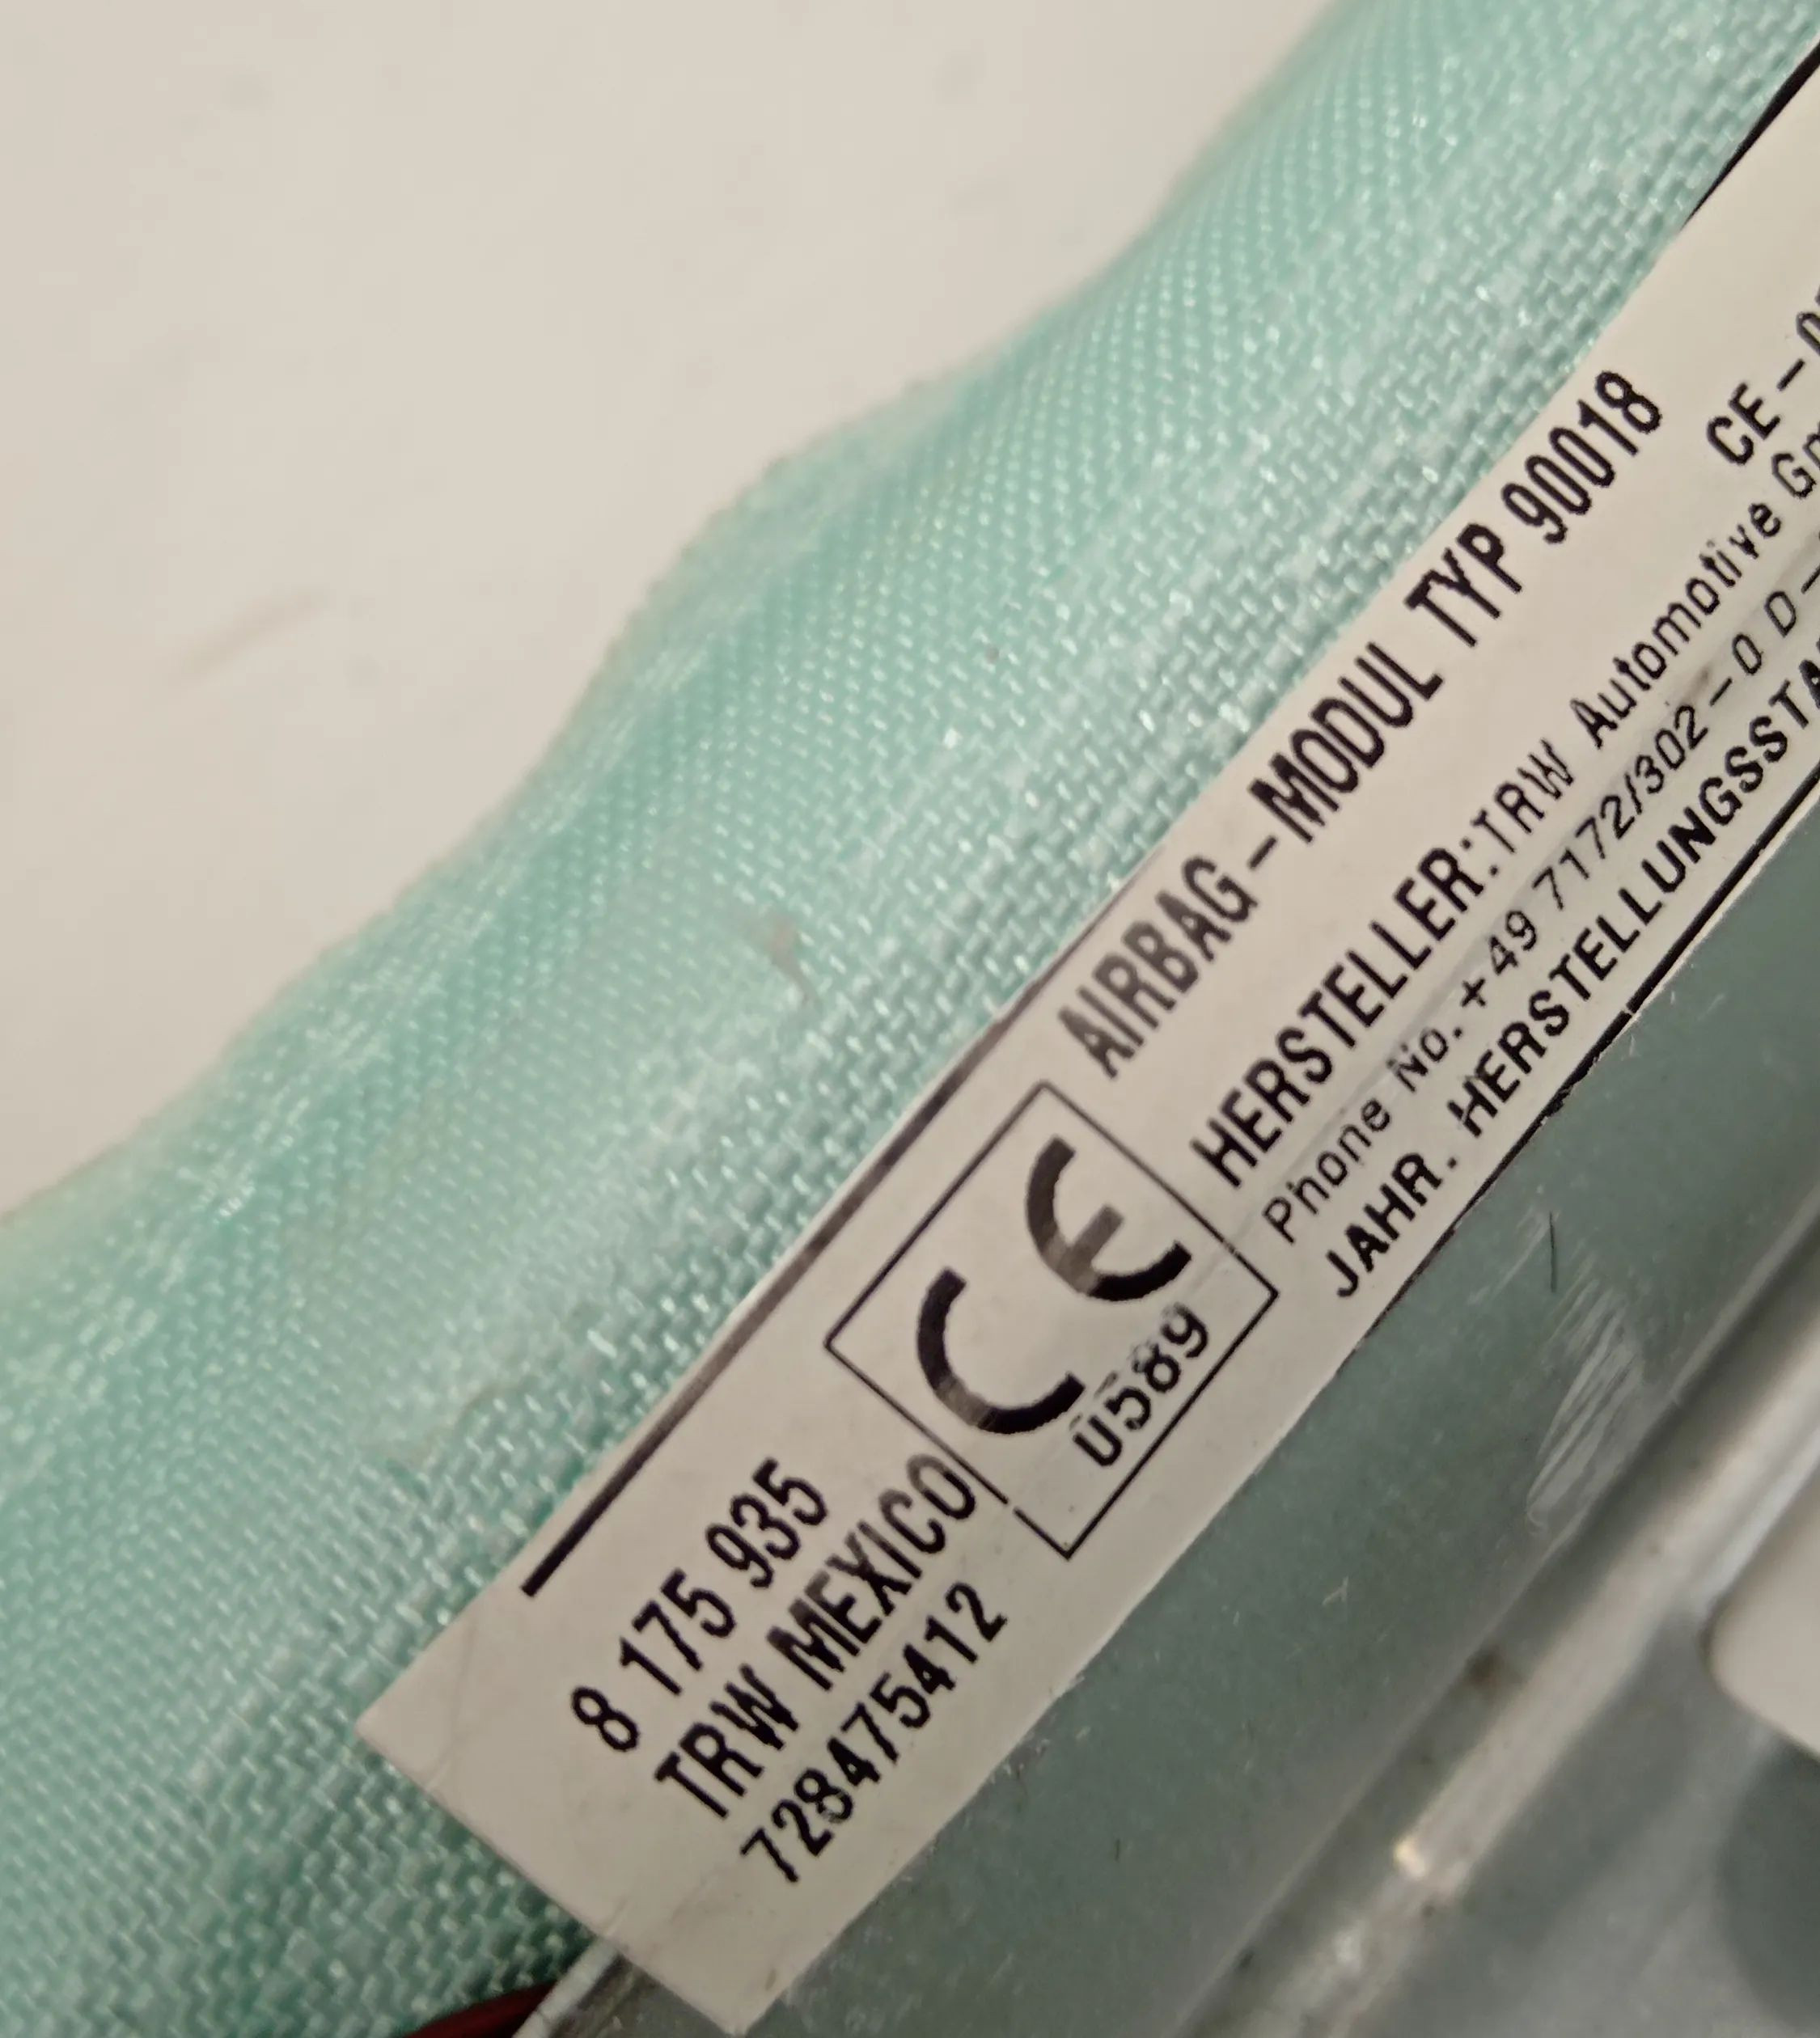 8 175 935
TRW MEXICO
728475412
CE
0589
AIRBAG-MODUL TYP 90018
HERSTELLER:TRW Automotive
Phone No.+49 7172/302-0 D-
JAHR. 
CE-